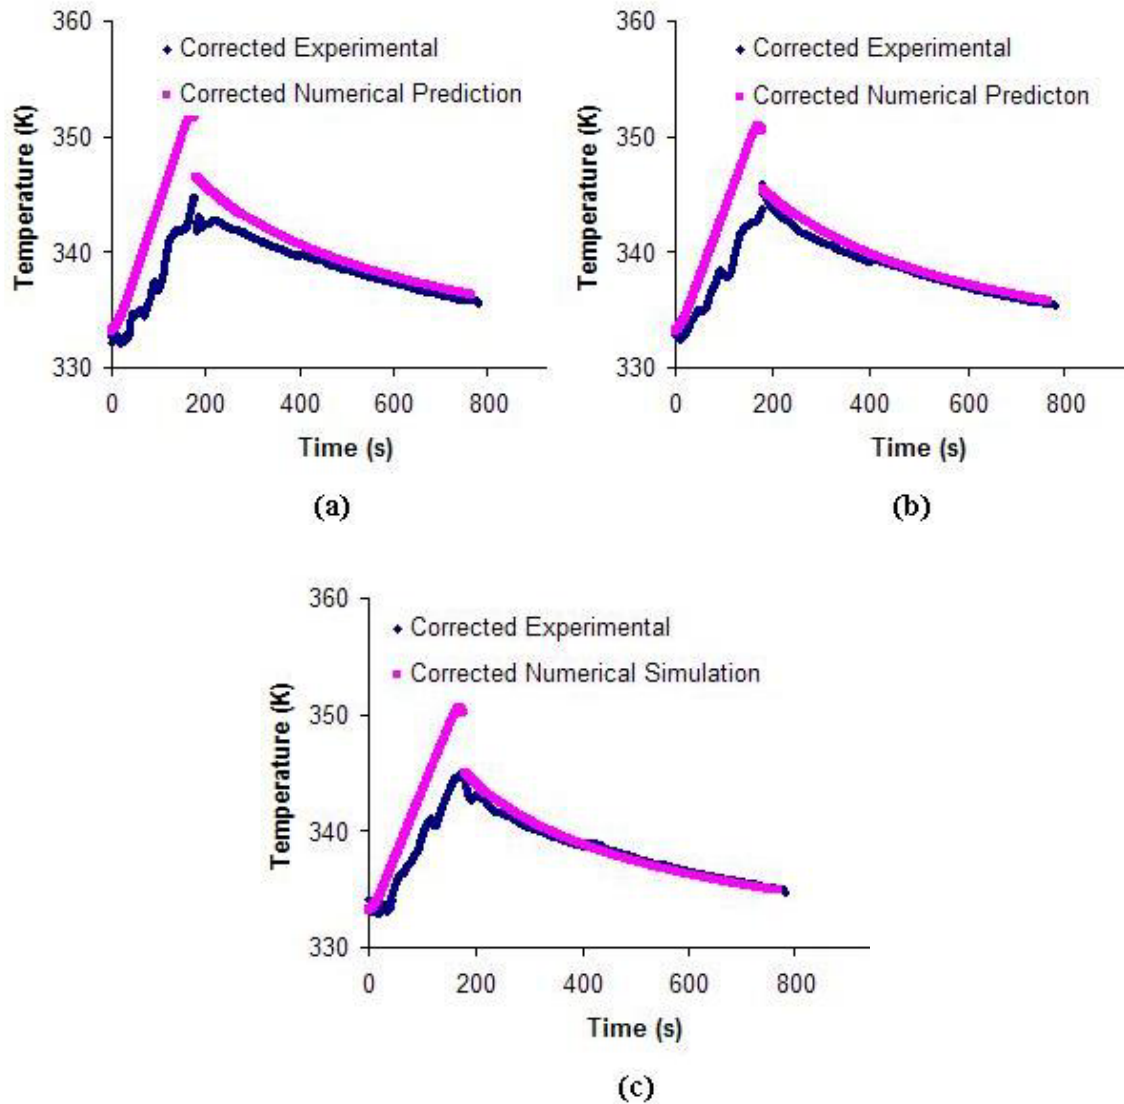 360
Corrected Experimental
Corrected Numerical Prediction
350
340
330
Temperature (K)
0 200 400 600 800
Time (s)
(a)
360
Corrected Experimental
Corrected Numerical Predicton
350
340
330
Temperature (K)
0 200 400 600 800
Time (s)
(b)
360
Corrected Experimental
Corrected Numerical Simulation
350
340
330
Temperature (K)
0 200 400 600 800
Time (s)
(c)